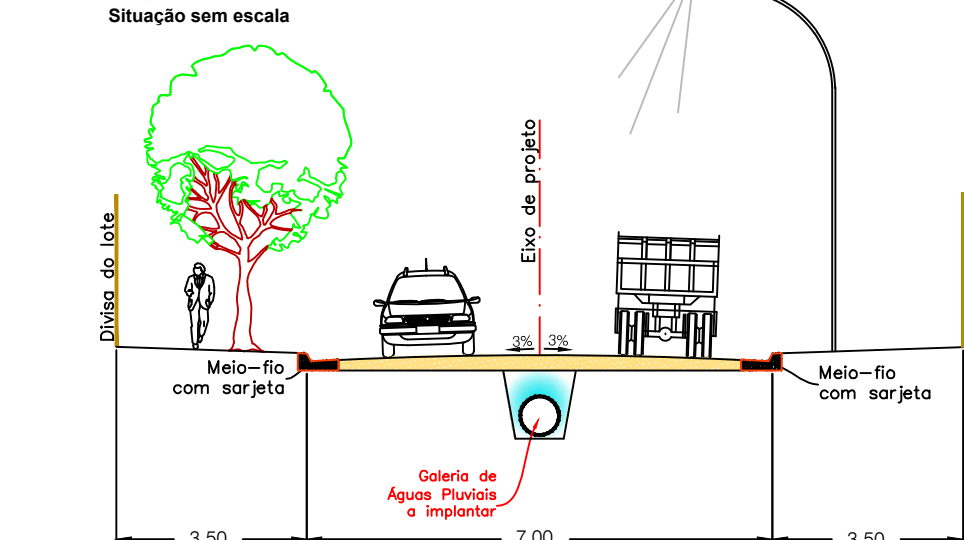 Situação sem escala
Eixo de projeto
Divisa do lote
3%
3%
Meio-fio
com sarjeta
Meio-fio
com sarjeta
Galeria de
Águas Pluviais
a implantar
3.50
7.00
3.50